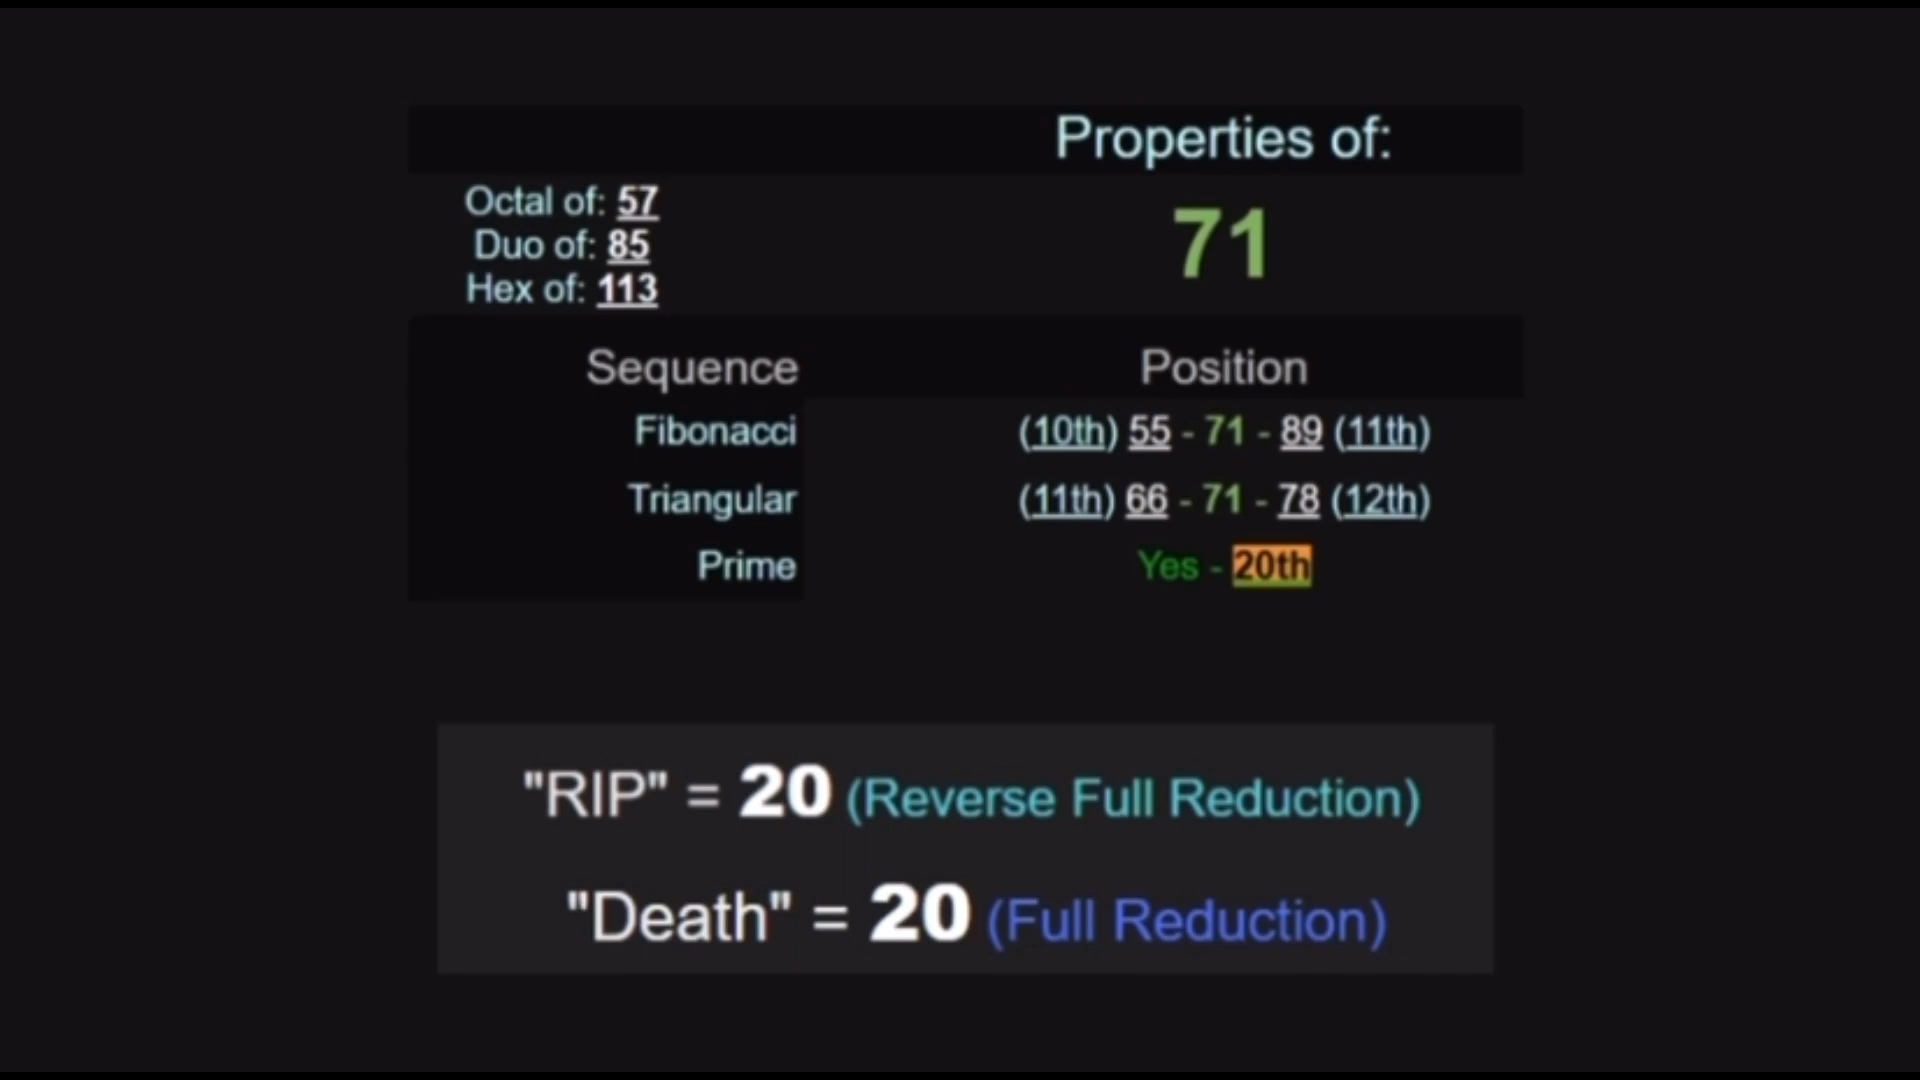 Properties of:
Octal of: 57
71
Duo of: 85
Hex of: 113
Sequence Position
Fibonacci (10th) 55 - 71 - 89 (11th)
Triangular (11th) 66 - 71 - 78 (12th)
Prime Yes - 20th
"RIP" = 20 (Reverse Full Reduction)
"Death" = 20 (Full Reduction)